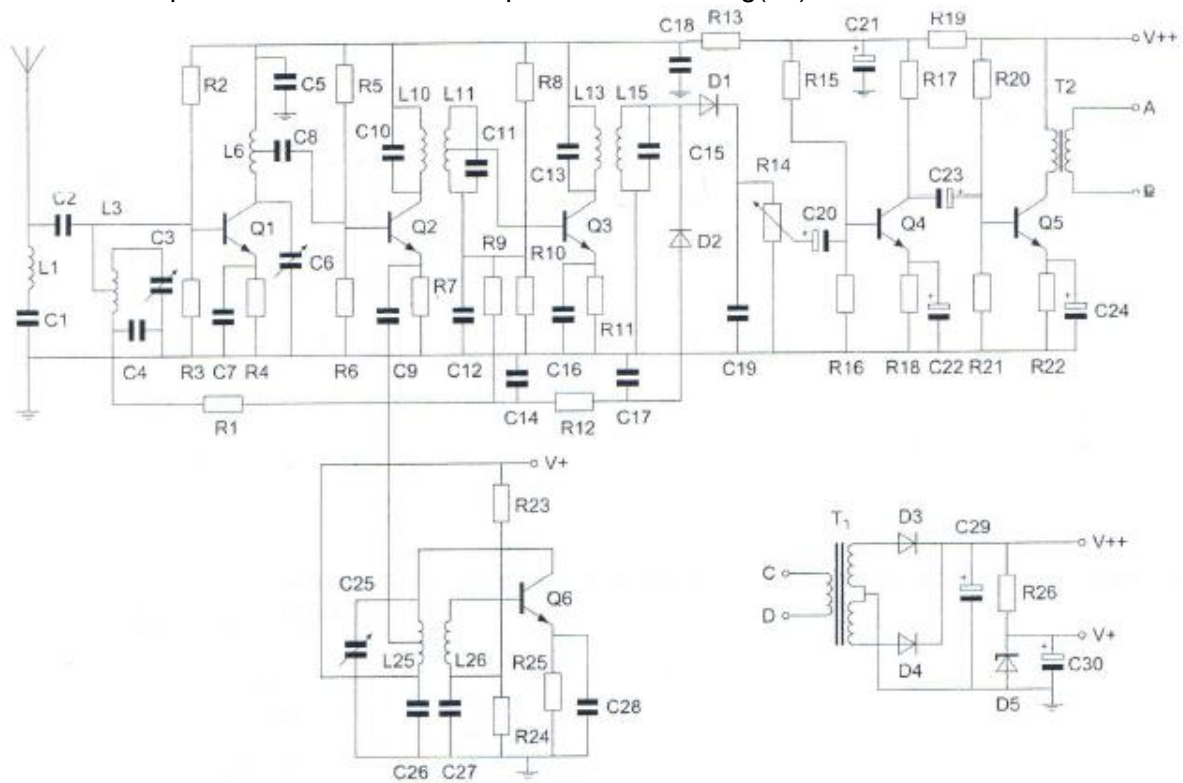 C18 R13 C21 R19 V++
R2 C5 R5 L10 L11 R8 L13 L15 D1 R15 R17 R20 T2
A
C8 C10 C11 C15
L6 C13 R14 C23
C2 L3 C20
C3 Q1 Q2 R9 Q3 D2 Q4 Q5
L1 C6 R10
R7
C1 R11 C24
C4 R3 C7 R4 R6 C9 C12 C16 C19 R16 R18 C22 R21 R22
C14 C17
R1 R12
V+
R23
T1 D3 C29 V++
C25 C
Q6 D R26
V+
L25 L26 R25 D4 C30
D5
R24 C28
C26 C27